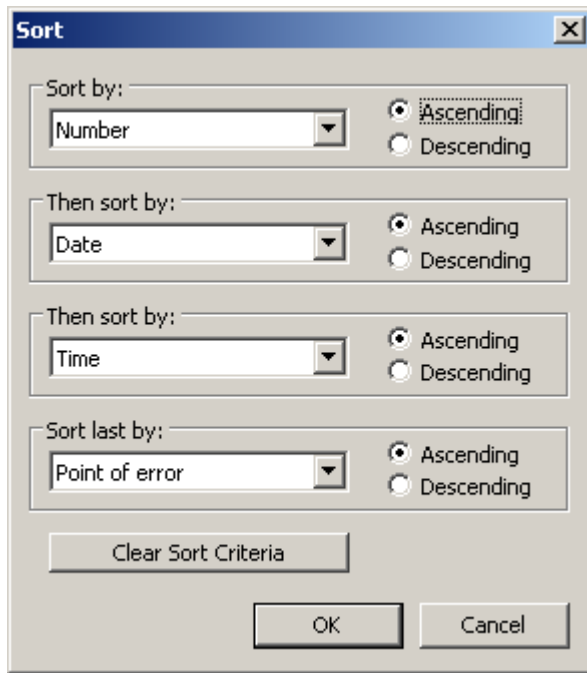 Sort
Sort by:
Number
Ascending
Descending
Then sort by:
Date
Ascending
Descending
Then sort by:
Time
Ascending
Descending
Sort last by:
Point of error
Ascending
Descending
Clear Sort Criteria
OK
Cancel